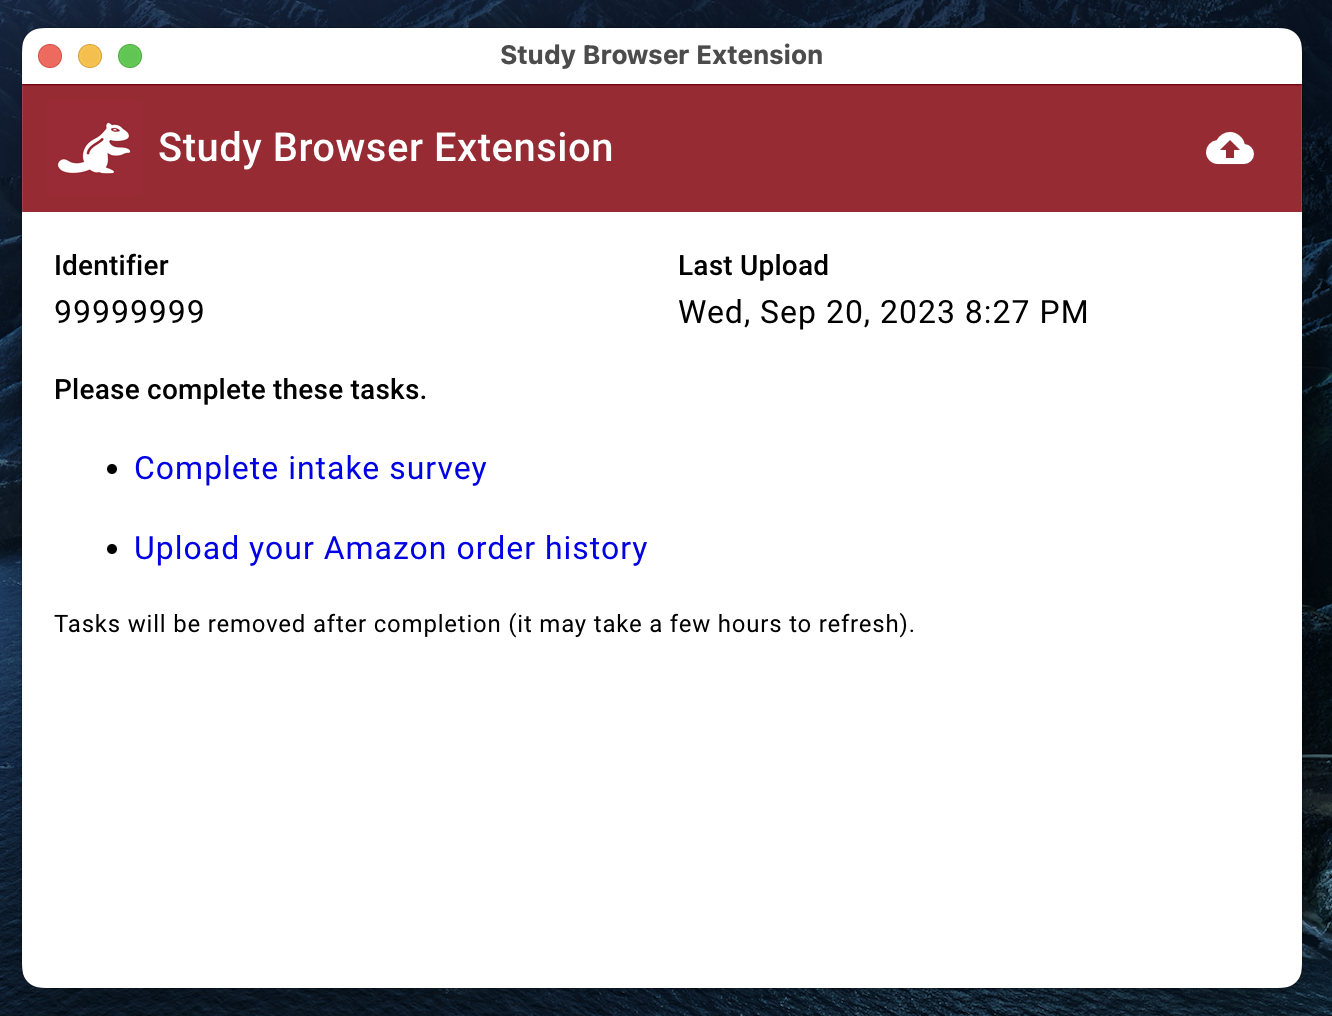 Study Browser Extension
Study Browser Extension
Identifier
99999999
Last Upload
Wed, Sep 20, 2023 8:27 PM
Please complete these tasks.
• Complete intake survey
• Upload your Amazon order history
Tasks will be removed after completion (it may take a few hours to refresh).